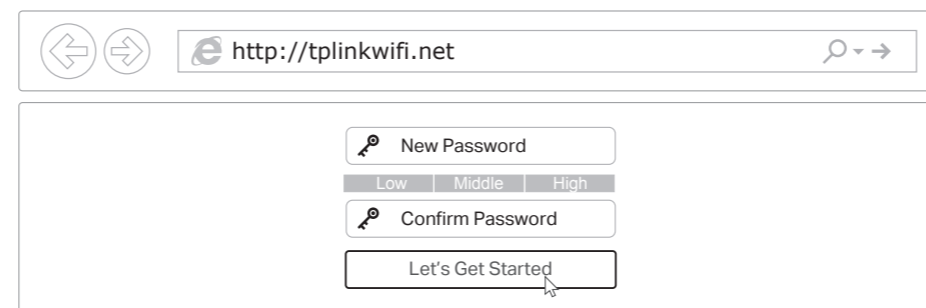 http://tplinkwifi.net
New Password
Low Middle High
Confirm Password
Let's Get Started